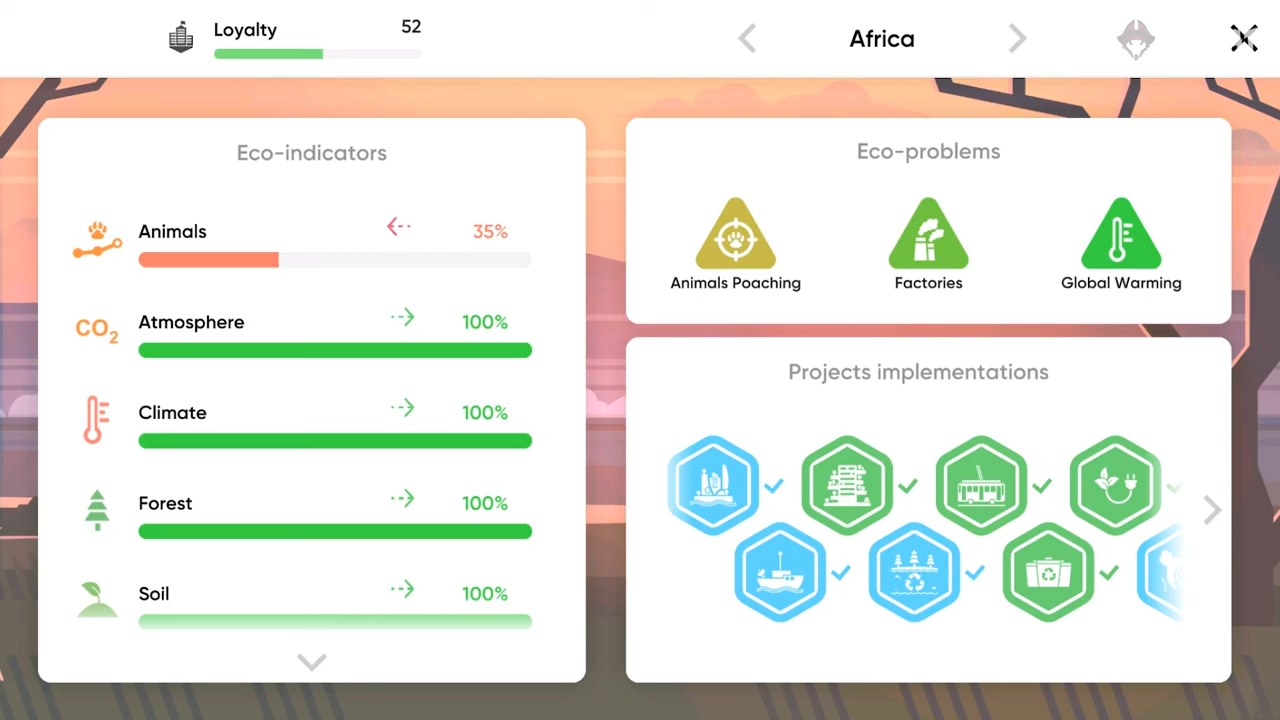 Loyalty
52
Africa
Eco-indicators
Animals
35%
CO2 Atmosphere
100%
Climate
100%
Forest
100%
Soil
100%
Eco-problems
Animals Poaching
Factories
Global Warming
Projects implementations